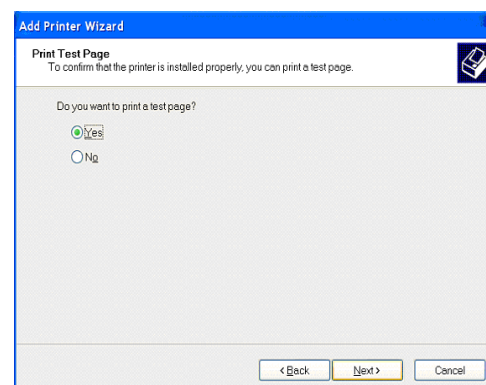 Add Printer Wizard
Print Test Page
To confirm that the printer is installed properly, you can print a test page.
Do you want to print a test page?
Yes
No
< Back Next > Cancel